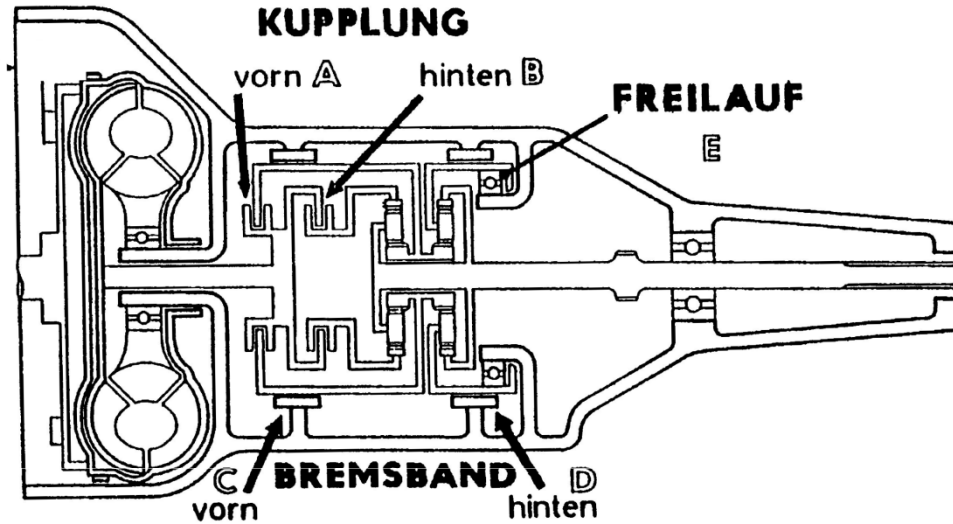 KUPPLUNG
vorn A
hinten B
FREILAUF
E
C BREMSBAND D
vorn
hinten